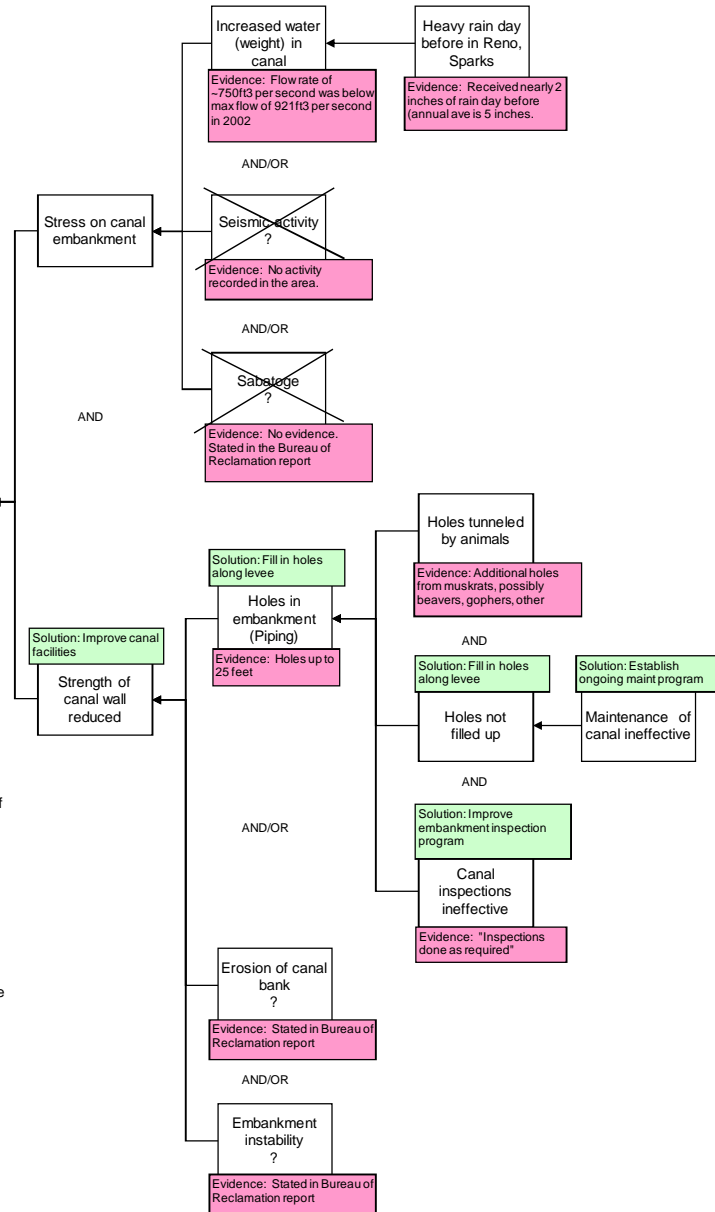 Increased water
(weight) in
canal
Evidence: Flow rate of
~750ft3 per second was below
max flow of 921ft3 per second
in 2002
Heavy rain day
before in Reno,
Sparks
Evidence: Received nearly 2
inches of rain day before
(annual ave is 5 inches.
AND/OR
Stress on canal
embankment
Seismic activity
?
Evidence: No activity
recorded in the area.
AND/OR
Sabatoge
?
Evidence: No evidence.
Stated in the Bureau of
Reclamation report
AND
Holes tunneled
by animals
Evidence: Additional holes
from muskrats, possibly
beavers, gophers, other
Solution: Fill in holes
along levee
Holes in
embankment
(Piping)
Evidence: Holes up to
25 feet
AND
Solution: Improve canal
facilities
Strength of
canal wall
reduced
Solution: Fill in holes
along levee
Holes not
filled up
Solution: Establish
ongoing maint program
Maintenance of
canal ineffective
AND
f
AND/OR
Solution: Improve
embankment inspection
program
Canal
inspections
ineffective
Evidence: "Inspections
done as required"
e
Erosion of canal
bank
?
Evidence: Stated in Bureau of
Reclamation report
AND/OR
Embankment
instability
?
Evidence: Stated in Bureau of
Reclamation report